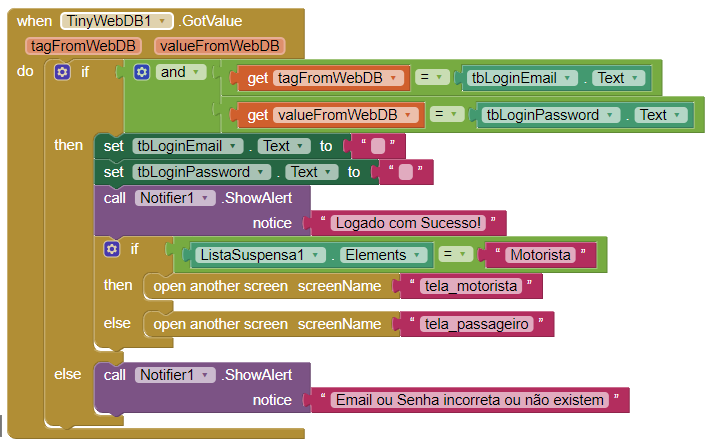 when TinyWebDB1 .GotValue
tagFromWebDB valueFromWebDB
do if and get tagFromWebDB = tbLoginEmail . Text
get valueFromWebDB = tbLoginPassword . Text
then set tbLoginEmail . Text to “ ”
set tbLoginPassword . Text to “ ”
call Notifier1 .ShowAlert
notice “ Logado com Sucesso! ”
if ListaSuspensa1 . Elements = “ Motorista ”
then open another screen screenName “ tela_motorista ”
else open another screen screenName “ tela_passageiro ”
else call Notifier1 .ShowAlert
notice “ Email ou Senha incorreta ou não existem ”